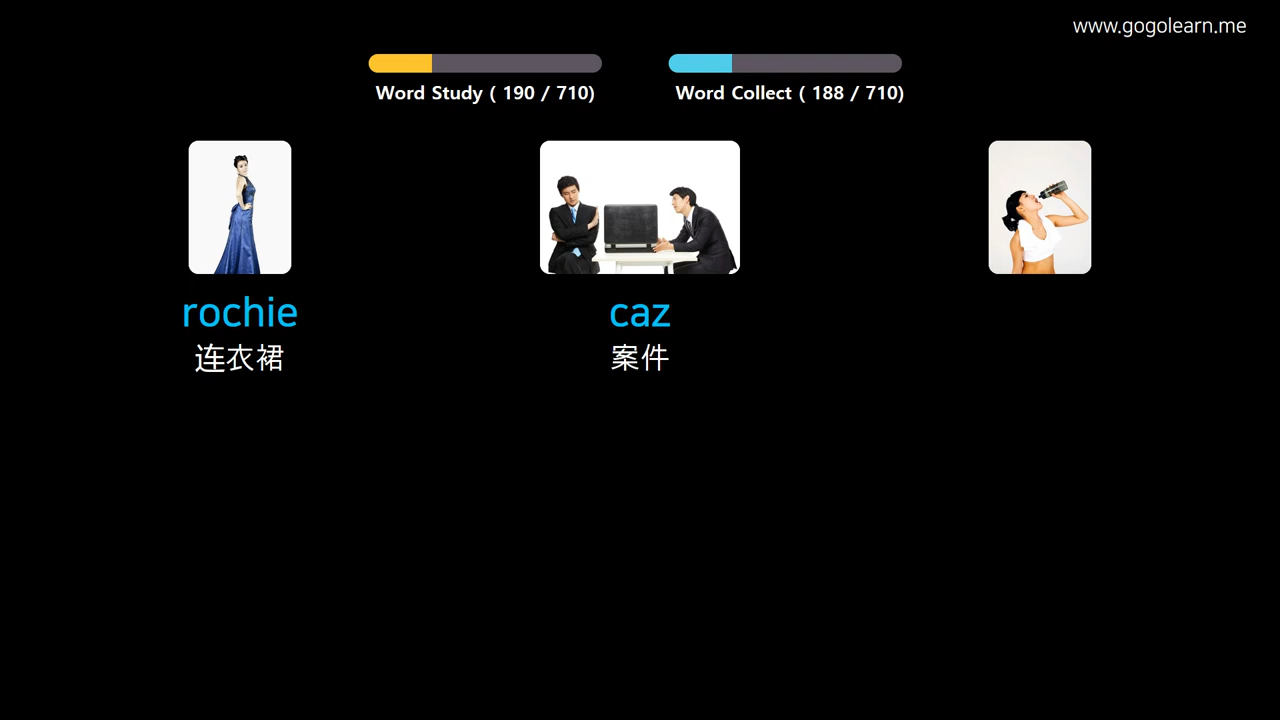 www.gogolearn.me
Word Study ( 190 / 710)
Word Collect ( 188 / 710)
rochie
连衣裙
caz
案件